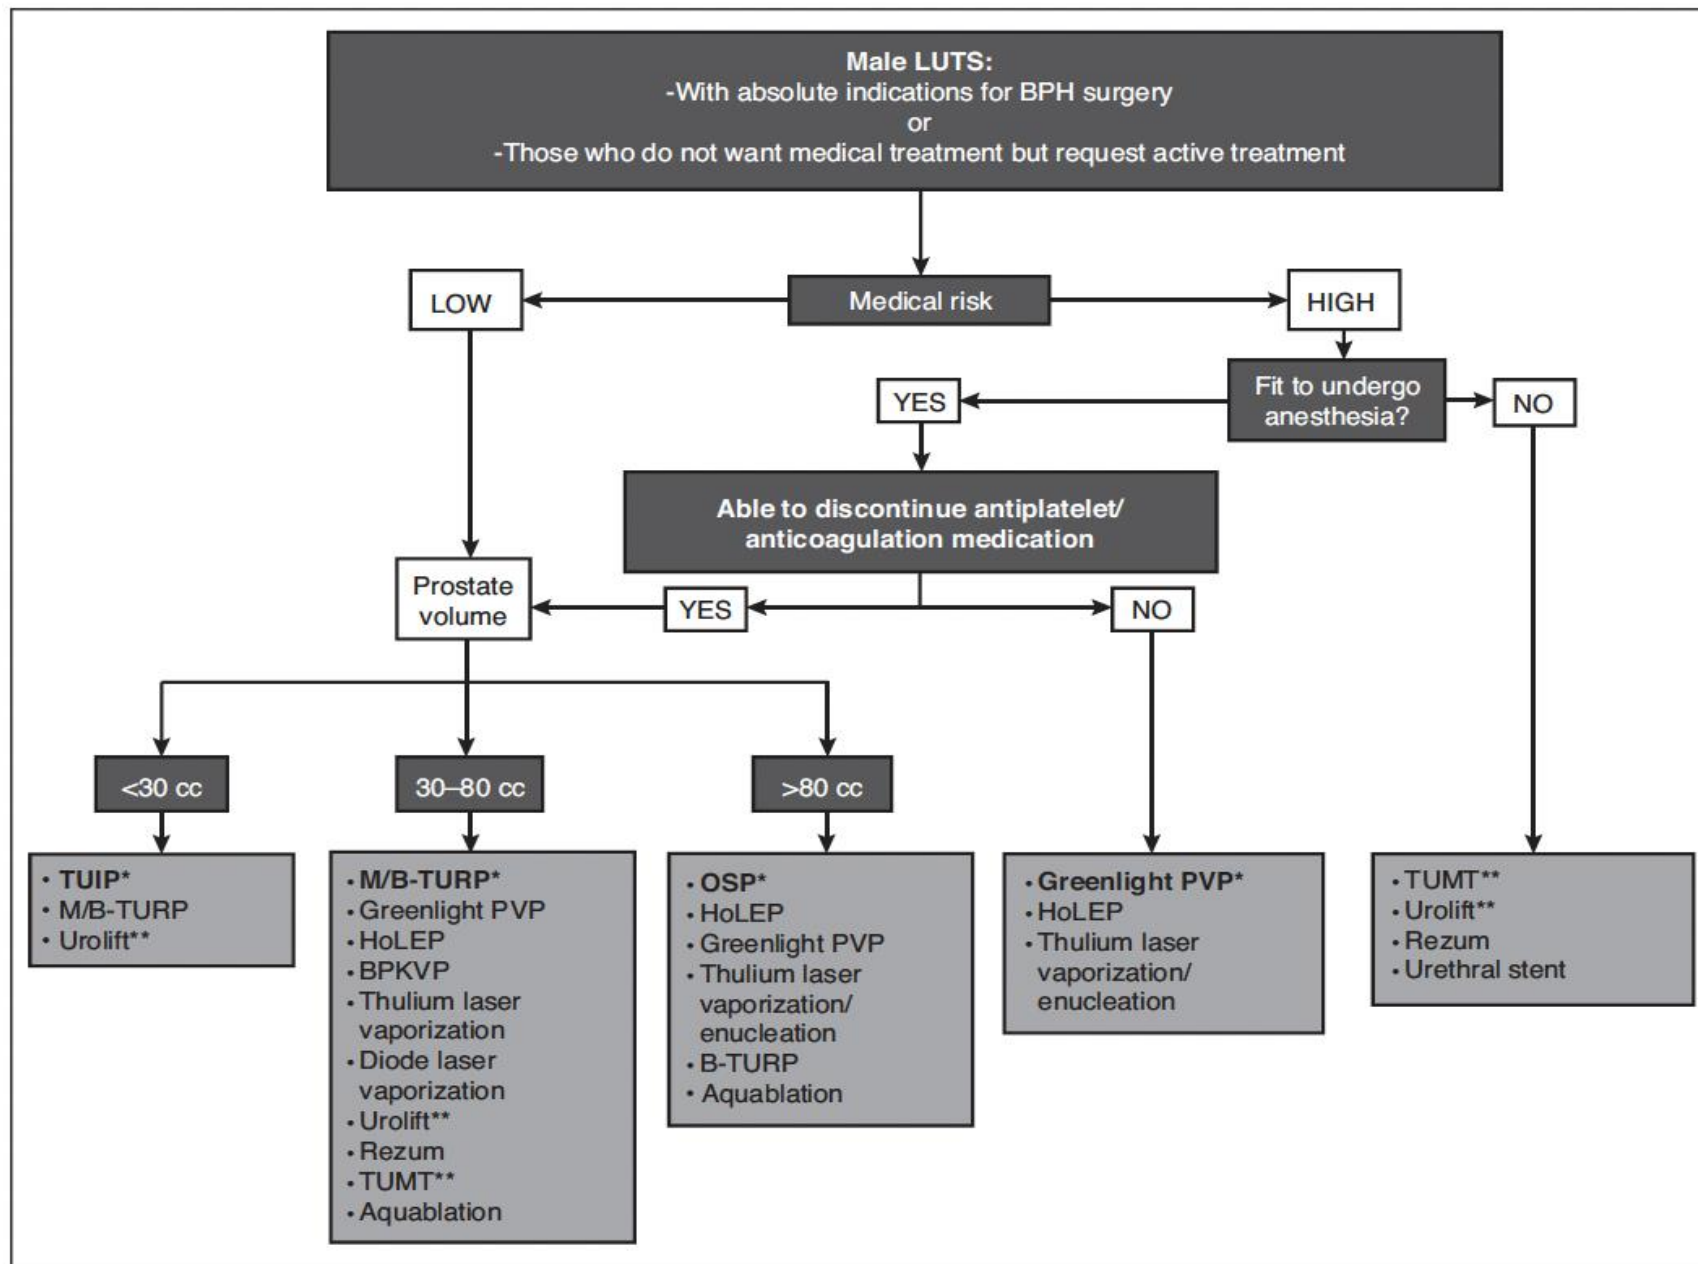 Male LUTS:
-With absolute indications for BPH surgery
or
-Those who do not want medical treatment but request active treatment
LOW
Medical risk
HIGH
YES
Fit to undergo
anesthesia?
NO
Able to discontinue antiplatelet/
anticoagulation medication
Prostate
volume
YES
NO
<30 cc
30–80 cc
>80 cc
• TUIP*
• M/B-TURP
• Urolift**
• M/B-TURP*
• Greenlight PVP
• HoLEP
• BPKVP
• Thulium laser
vaporization
• Diode laser
vaporization
• Urolift**
• Rezum
• TUMT**
• Aquablation
• OSP*
• HoLEP
• Greenlight PVP
• Thulium laser
vaporization/
enucleation
• B-TURP
• Aquablation
• Greenlight PVP*
• HoLEP
• Thulium laser
vaporization/
enucleation
• TUMT**
• Urolift**
• Rezum
• Urethral stent